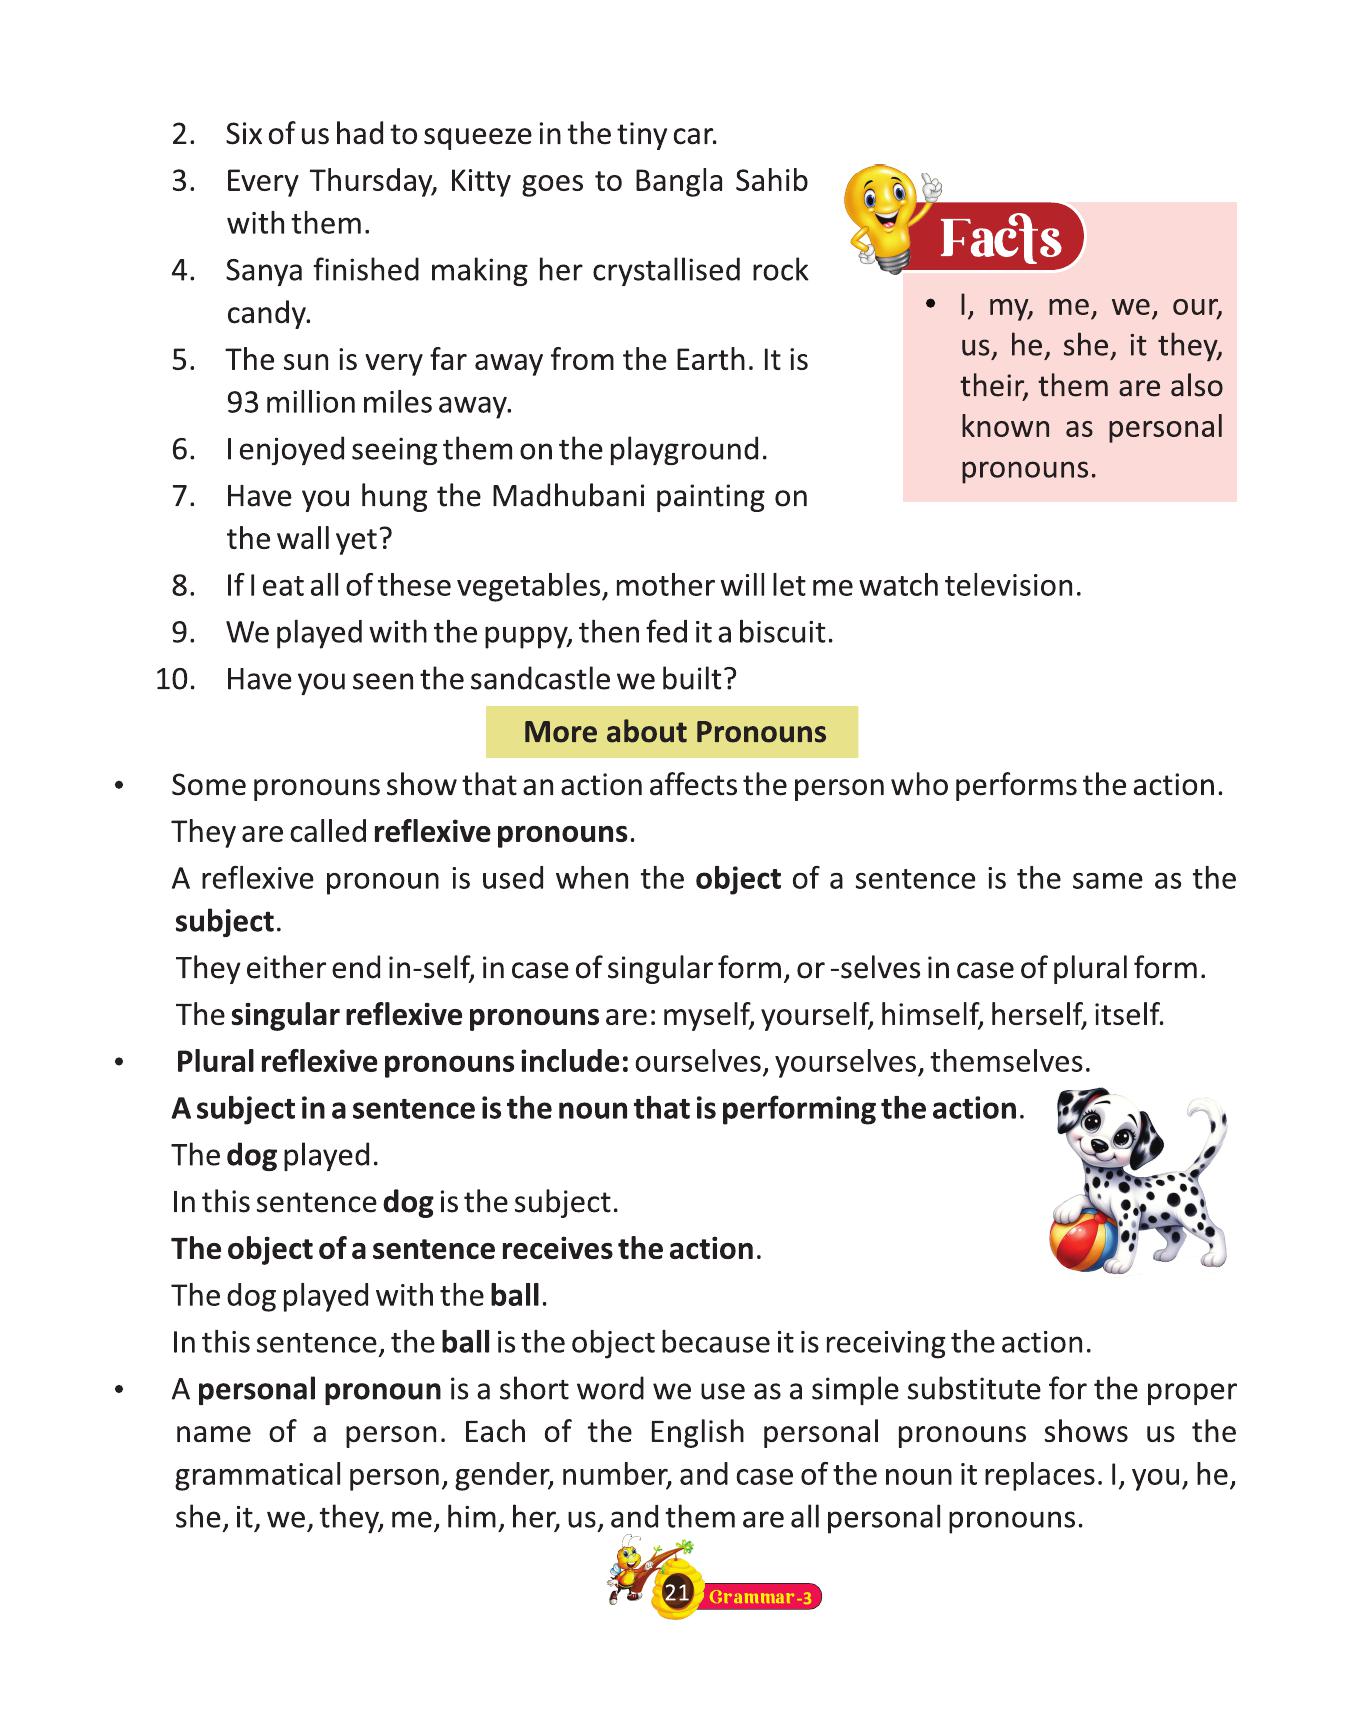 2. Six of us had to squeeze in the tiny car.
3. Every Thursday, Kitty goes to Bangla Sahib
with them.
4. Sanya finished making her crystallised rock
candy.
5. The sun is very far away from the Earth. It is
93 million miles away.
6. I enjoyed seeing them on the playground.
7. Have you hung the Madhubani painting on
the wall yet?
Facts
• I, my, me, we, our,
us, he, she, it they,
their, them are also
known as personal
pronouns.
8. If I eat all of these vegetables, mother will let me watch television.
9. We played with the puppy, then fed it a biscuit.
10. Have you seen the sandcastle we built?
More about Pronouns
• Some pronouns show that an action affects the person who performs the action.
They are called reflexive pronouns.
A reflexive pronoun is used when the object of a sentence is the same as the
subject.
They either end in-self, in case of singular form, or -selves in case of plural form.
The singular reflexive pronouns are: myself, yourself, himself, herself, itself.
• Plural reflexive pronouns include: ourselves, yourselves, themselves.
A subject in a sentence is the noun that is performing the action.
The dog played.
In this sentence dog is the subject.
The object of a sentence receives the action.
The dog played with the ball.
In this sentence, the ball is the object because it is receiving the action.
• A personal pronoun is a short word we use as a simple substitute for the proper
name of a person. Each of the English personal pronouns shows us the
grammatical person, gender, number, and case of the noun it replaces. I, you, he,
she, it, we, they, me, him, her, us, and them are all personal pronouns.
21 Grammar-3